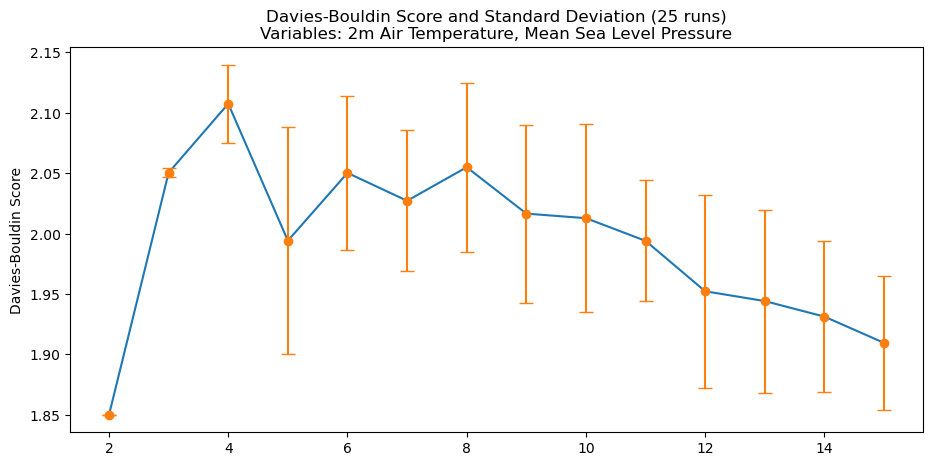 Davies-Bouldin Score and Standard Deviation (25 runs)
Variables: 2m Air Temperature, Mean Sea Level Pressure
Davies-Bouldin Score
2.15
2.10
2.05
2.00
1.95
1.90
1.85
2 4 6 8 10 12 14